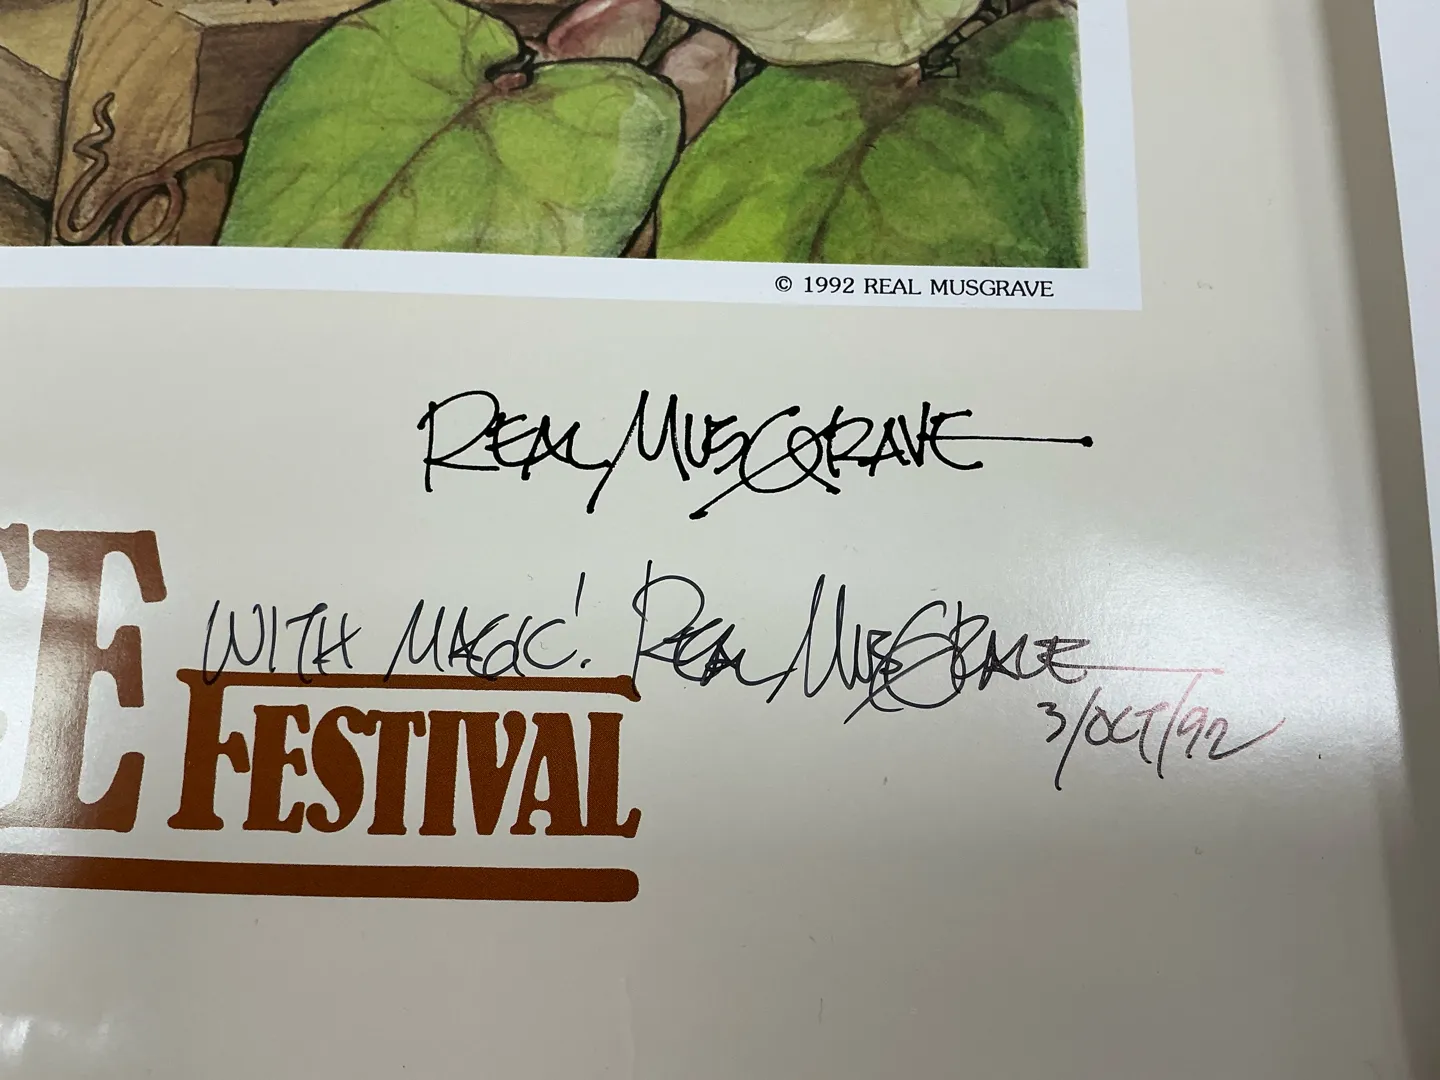 © 1992 REAL MUSGRAVE
REAL MUSGRAVE
WITH MAGIC! REAL MUSGRAVE
3/OCT/92
E
FESTIVAL